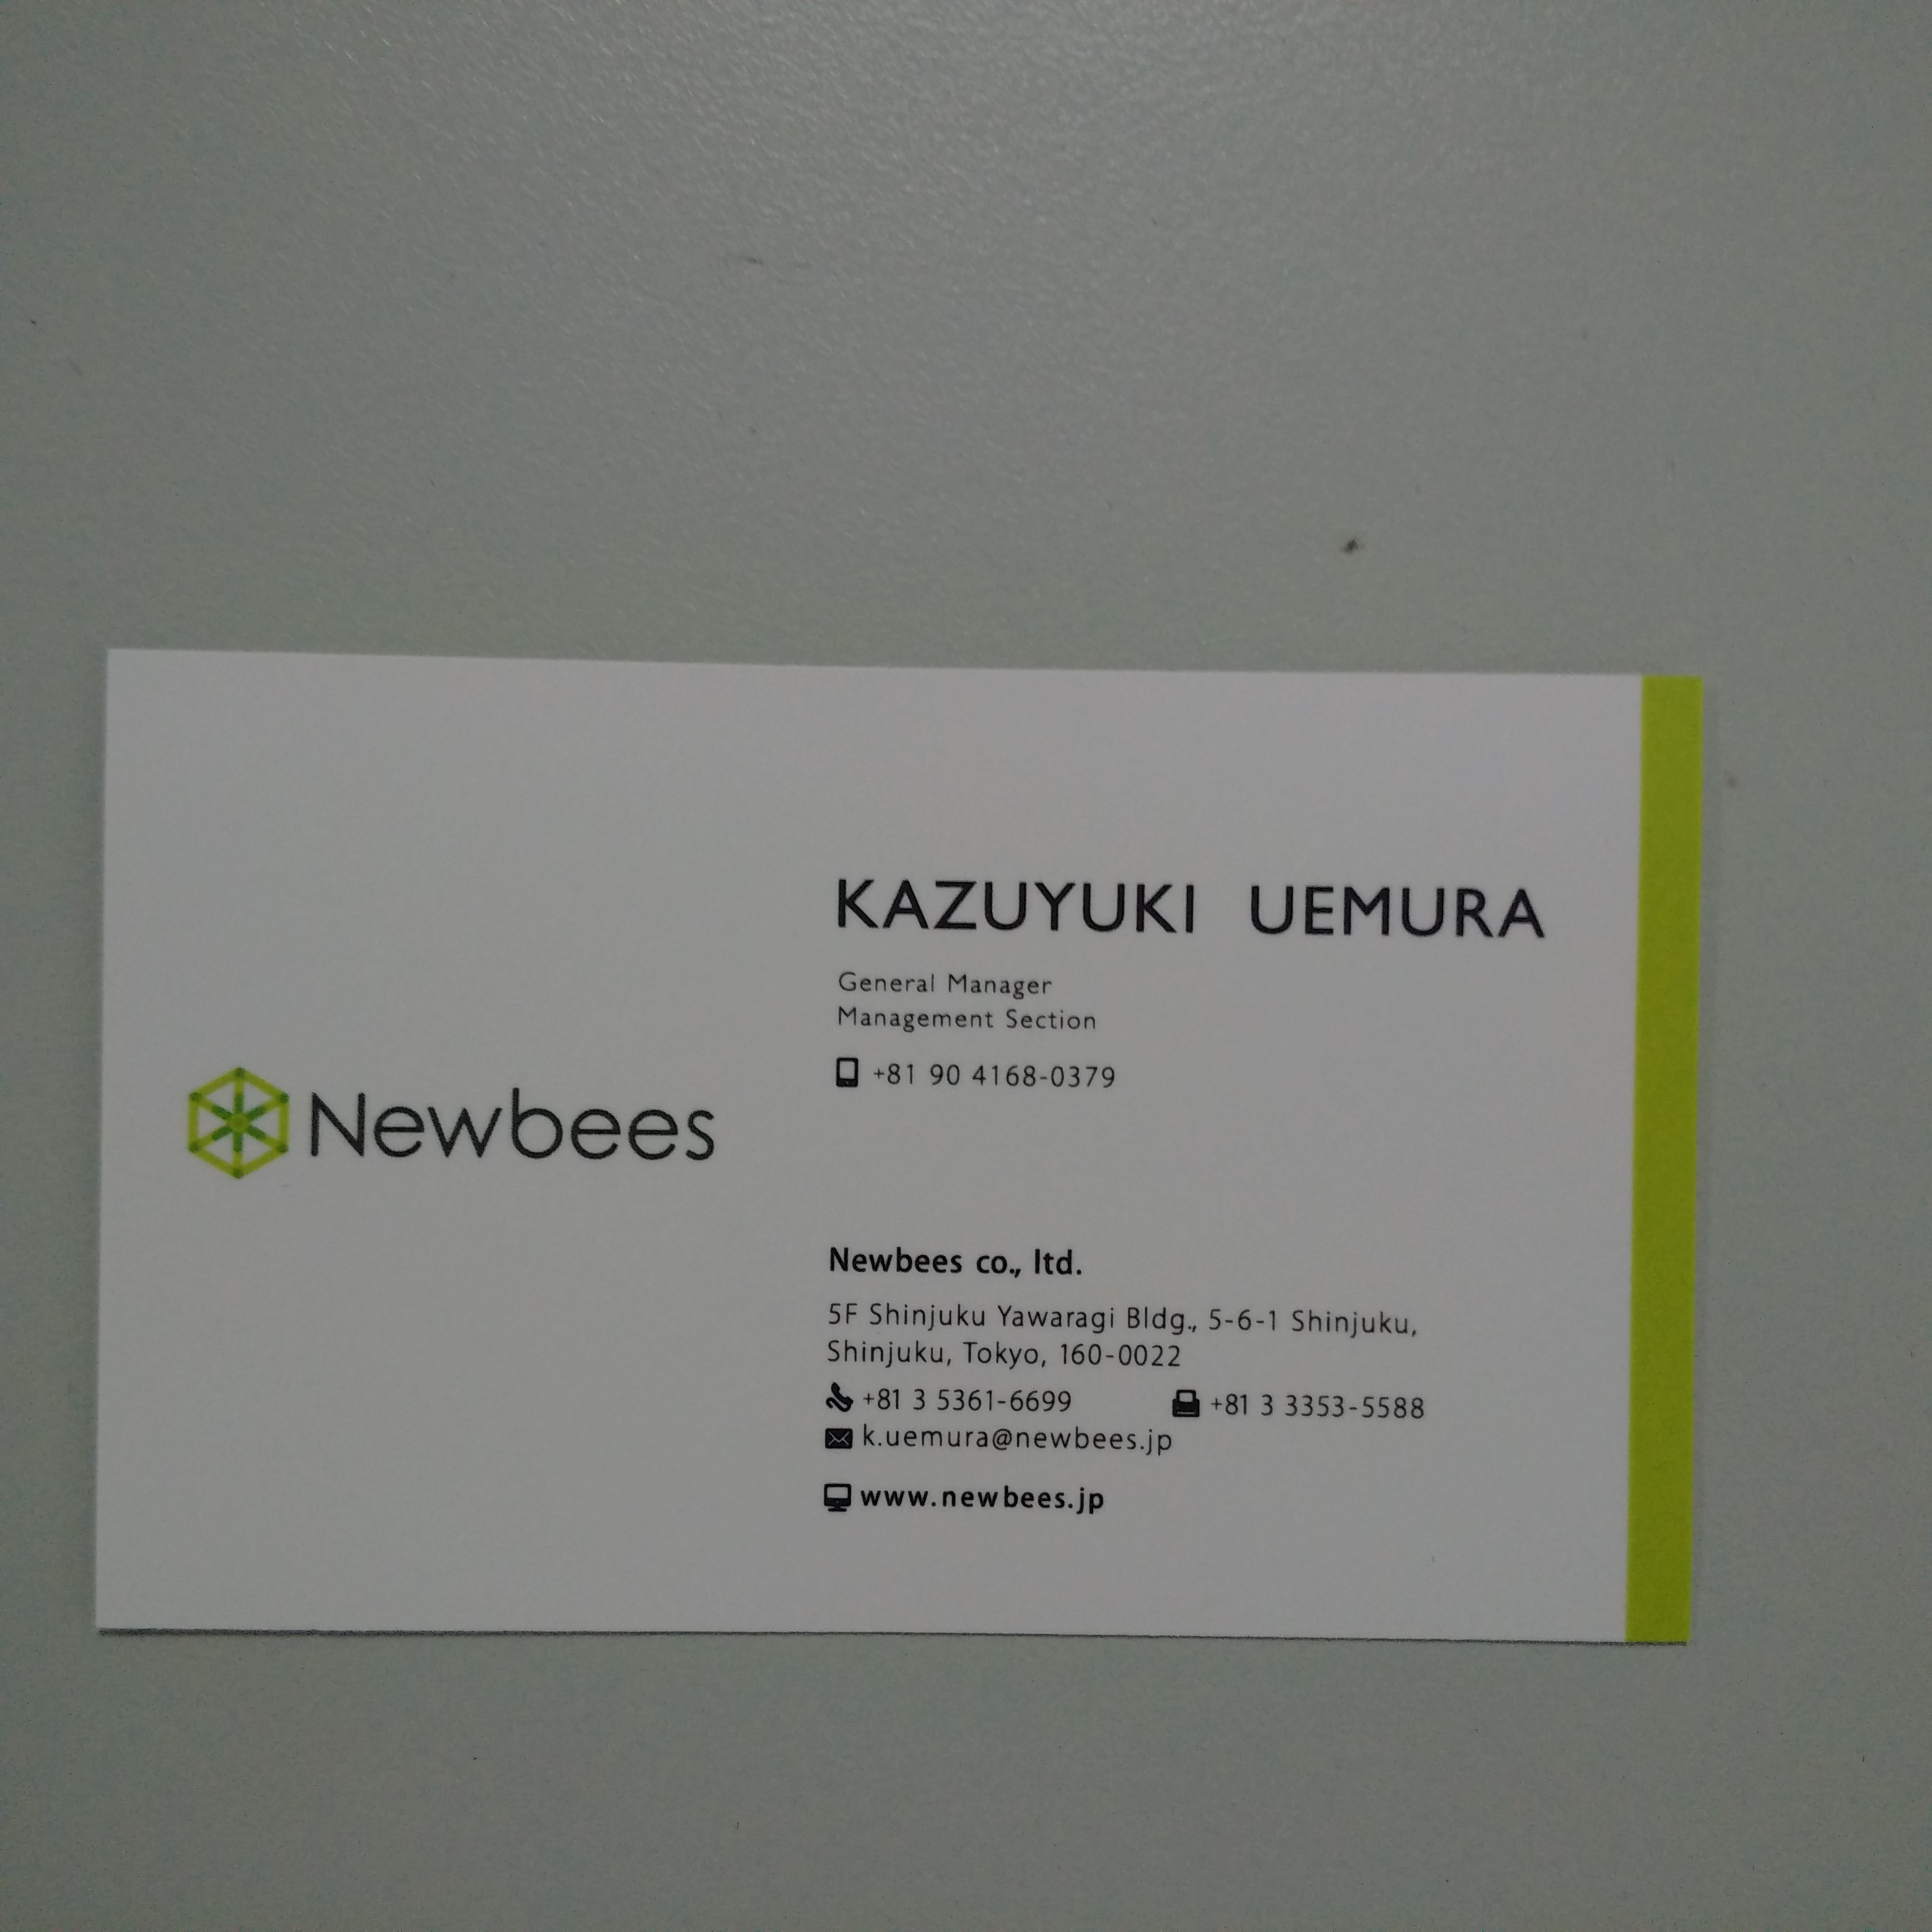 Newbees
KAZUYUKI UEMURA
General Manager
Management Section
+81 90 4168-0379
Newbees co., ltd.
5F Shinjuku Yawaragi Bldg., 5-6-1 Shinjuku,
Shinjuku, Tokyo, 160-0022
+81 3 5361-6699 +81 3 3353-5588
k.uemura@newbees.jp
www.newbees.jp